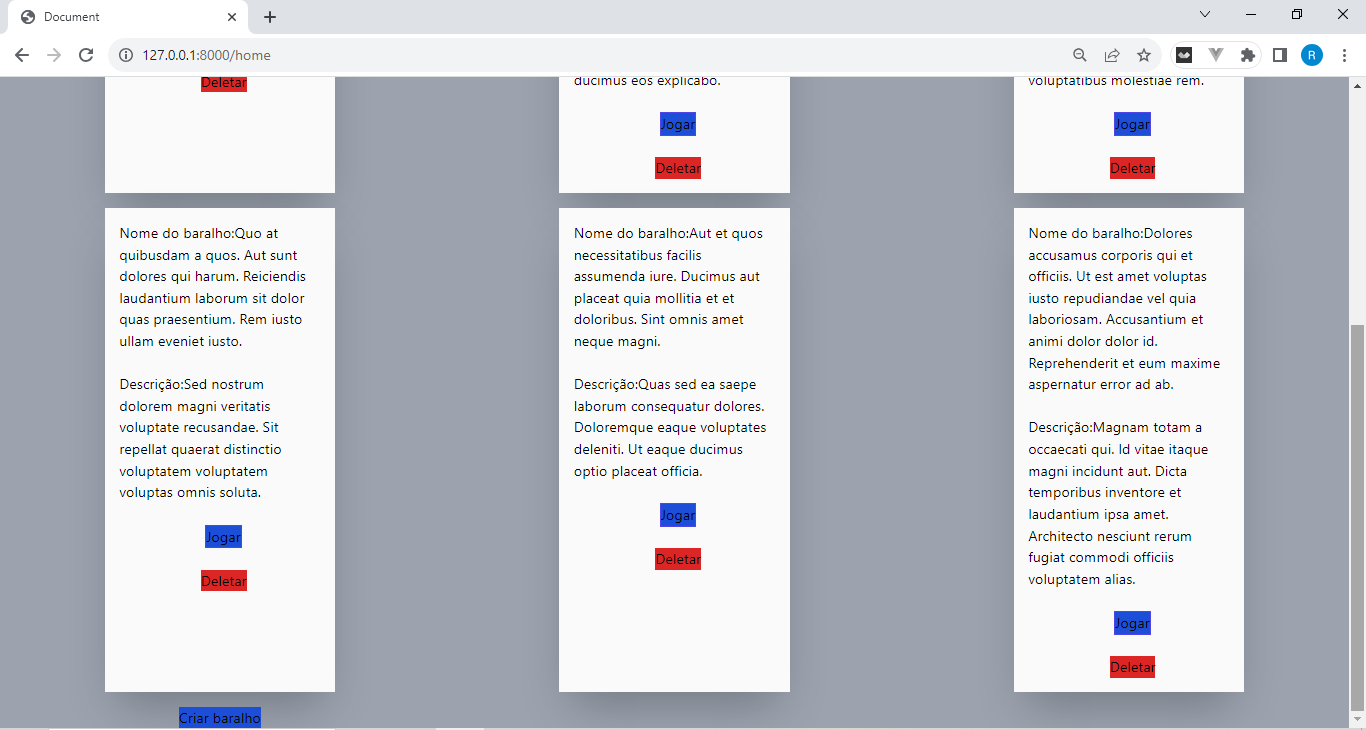 Document
127.0.0.1:8000/home
R
Deletar
ducimus eos explicabo.
Jogar
Deletar
voluptatibus molestiae rem.
Jogar
Deletar
Nome do baralho:Quo at
quibusdam a quos. Aut sunt
dolores qui harum. Reiciendis
laudantium laborum sit dolor
quas praesentium. Rem iusto
ullam eveniet iusto.
Descrição:Sed nostrum
dolorem magni veritatis
voluptate recusandae. Sit
repellat quaerat distinctio
voluptatem voluptatem
voluptas omnis soluta.
Jogar
Deletar
Nome do baralho:Aut et quos
necessitatibus facilis
assumenda iure. Ducimus aut
placeat quia mollitia et et
doloribus. Sint omnis amet
neque magni.
Descrição:Quas sed ea saepe
laborum consequatur dolores.
Doloremque eaque voluptates
deleniti. Ut eaque ducimus
optio placeat officia.
Jogar
Deletar
Nome do baralho:Dolores
accusamus corporis qui et
officiis. Ut est amet voluptas
iusto repudiandae vel quia
laboriosam. Accusantium et
animi dolor dolor id.
Reprehenderit et eum maxime
aspernatur error ad ab.
Descrição:Magnam totam a
occaecati qui. Id vitae itaque
magni incidunt aut. Dicta
temporibus inventore et
laudantium ipsa amet.
Architecto nesciunt rerum
fugiat commodi officiis
voluptatem alias.
Jogar
Deletar
Criar baralho